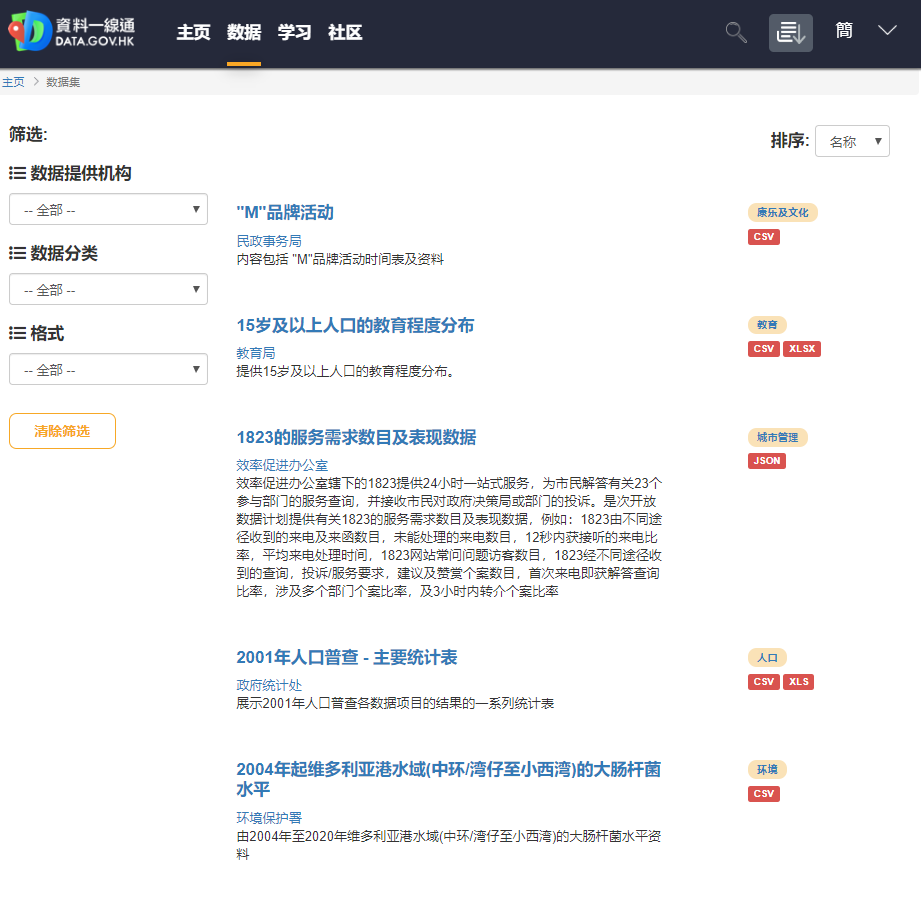 資料一線通
DATA.GOV.HK
主页 数据 学习 社区
簡
主页 > 数据集
筛选:
排序: 名称
数据提供机构
-- 全部 --
数据分类
-- 全部 --
格式
-- 全部 --
清除筛选
"M"品牌活动
民政事务局
内容包括 "M"品牌活动时间表及资料
康乐及文化
CSV
15岁及以上人口的教育程度分布
教育局
提供15岁及以上人口的教育程度分布。
教育
CSV XLSX
1823的服务需求数目及表现数据
效率促进办公室
效率促进办公室辖下的1823提供24小时一站式服务，为市民解答有关23个
参与部门的服务查询，并接收市民对政府决策局或部门的投诉。是次开放
数据计划提供有关1823的服务需求数目及表现数据，例如：1823由不同途
径收到的来电及来函数目，未能处理的来电数目，12秒内获接听的来电比
率，平均来电处理时间，1823网站常问问题访客数目，1823经不同途径收
到的查询，投诉/服务要求，建议及赞赏个案数目，首次来电即获解答查询
比率，涉及多个部门个案比率，及3小时内转介个案比率
城市管理
JSON
2001年人口普查 - 主要统计表
政府统计处
展示2001年人口普查各数据项目的结果的一系列统计表
人口
CSV XLS
2004年起维多利亚港水域(中环/湾仔至小西湾)的大肠杆菌
水平
环境保护署
由2004年至2020年维多利亚港水域(中环/湾仔至小西湾)的大肠杆菌水平资
料
环境
CSV